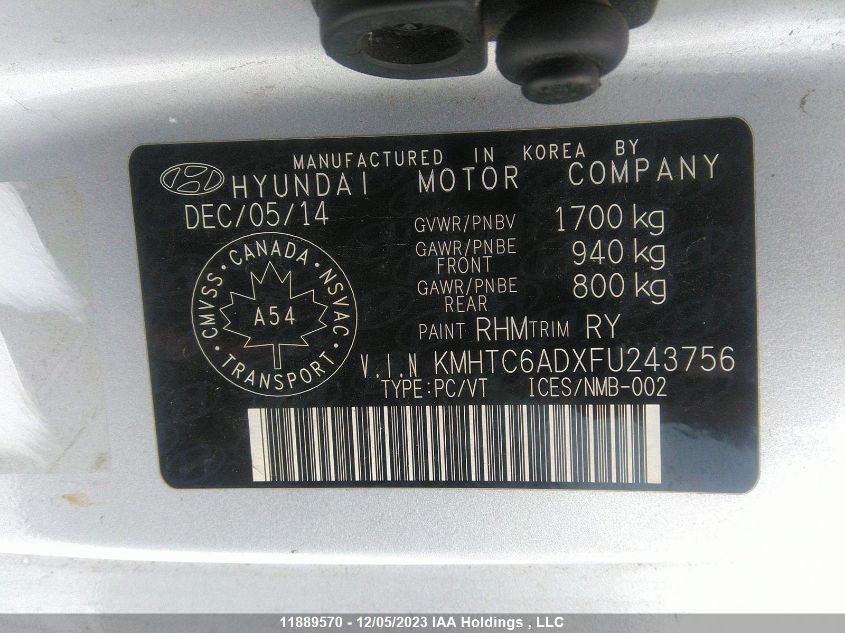 MANUFACTURED IN KOREA BY
HYUNDAI MOTOR COMPANY
DEC/05/14
GVWR/PNBV 1700 kg
GAWR/PNBE FRONT 940 kg
GAWR/PNBE REAR 800 kg
PAINT RHM TRIM RY
CMVSS · CANADA · NSVAC
A54
· TRANSPORT ·
V.I.N KMHTC6ADXFU243756
TYPE:PC/VT ICES/NMB-002
11889570 - 12/05/2023 IAA Holdings , LLC